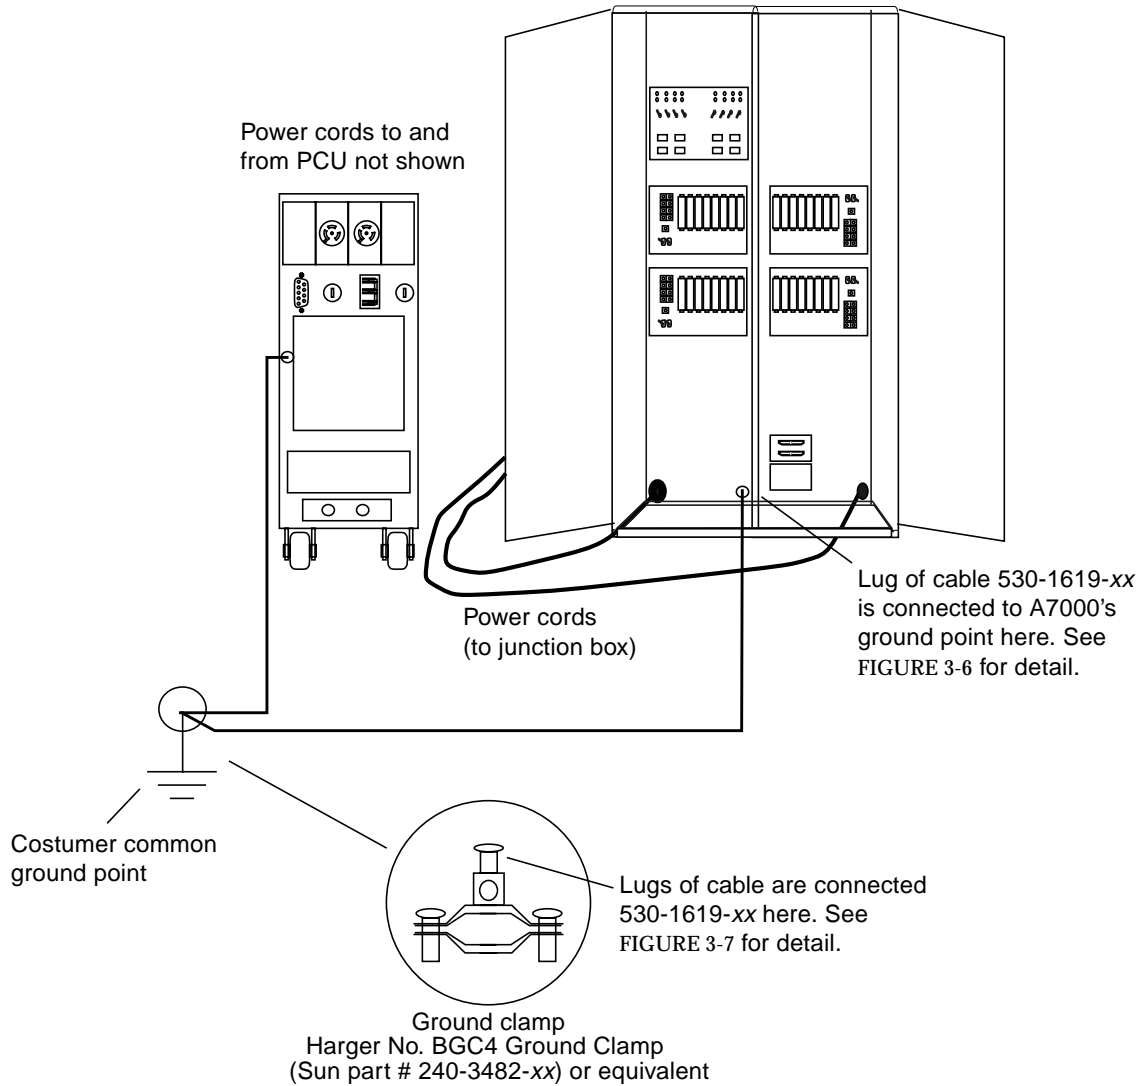 Power cords to and
from PCU not shown
Power cords
(to junction box)
Lug of cable 530-1619-xx
is connected to A7000's
ground point here. See
FIGURE 3-6 for detail.
Costumer common
ground point
Lugs of cable are connected
530-1619-xx here. See
FIGURE 3-7 for detail.
Ground clamp
Harger No. BGC4 Ground Clamp
(Sun part # 240-3482-xx) or equivalent